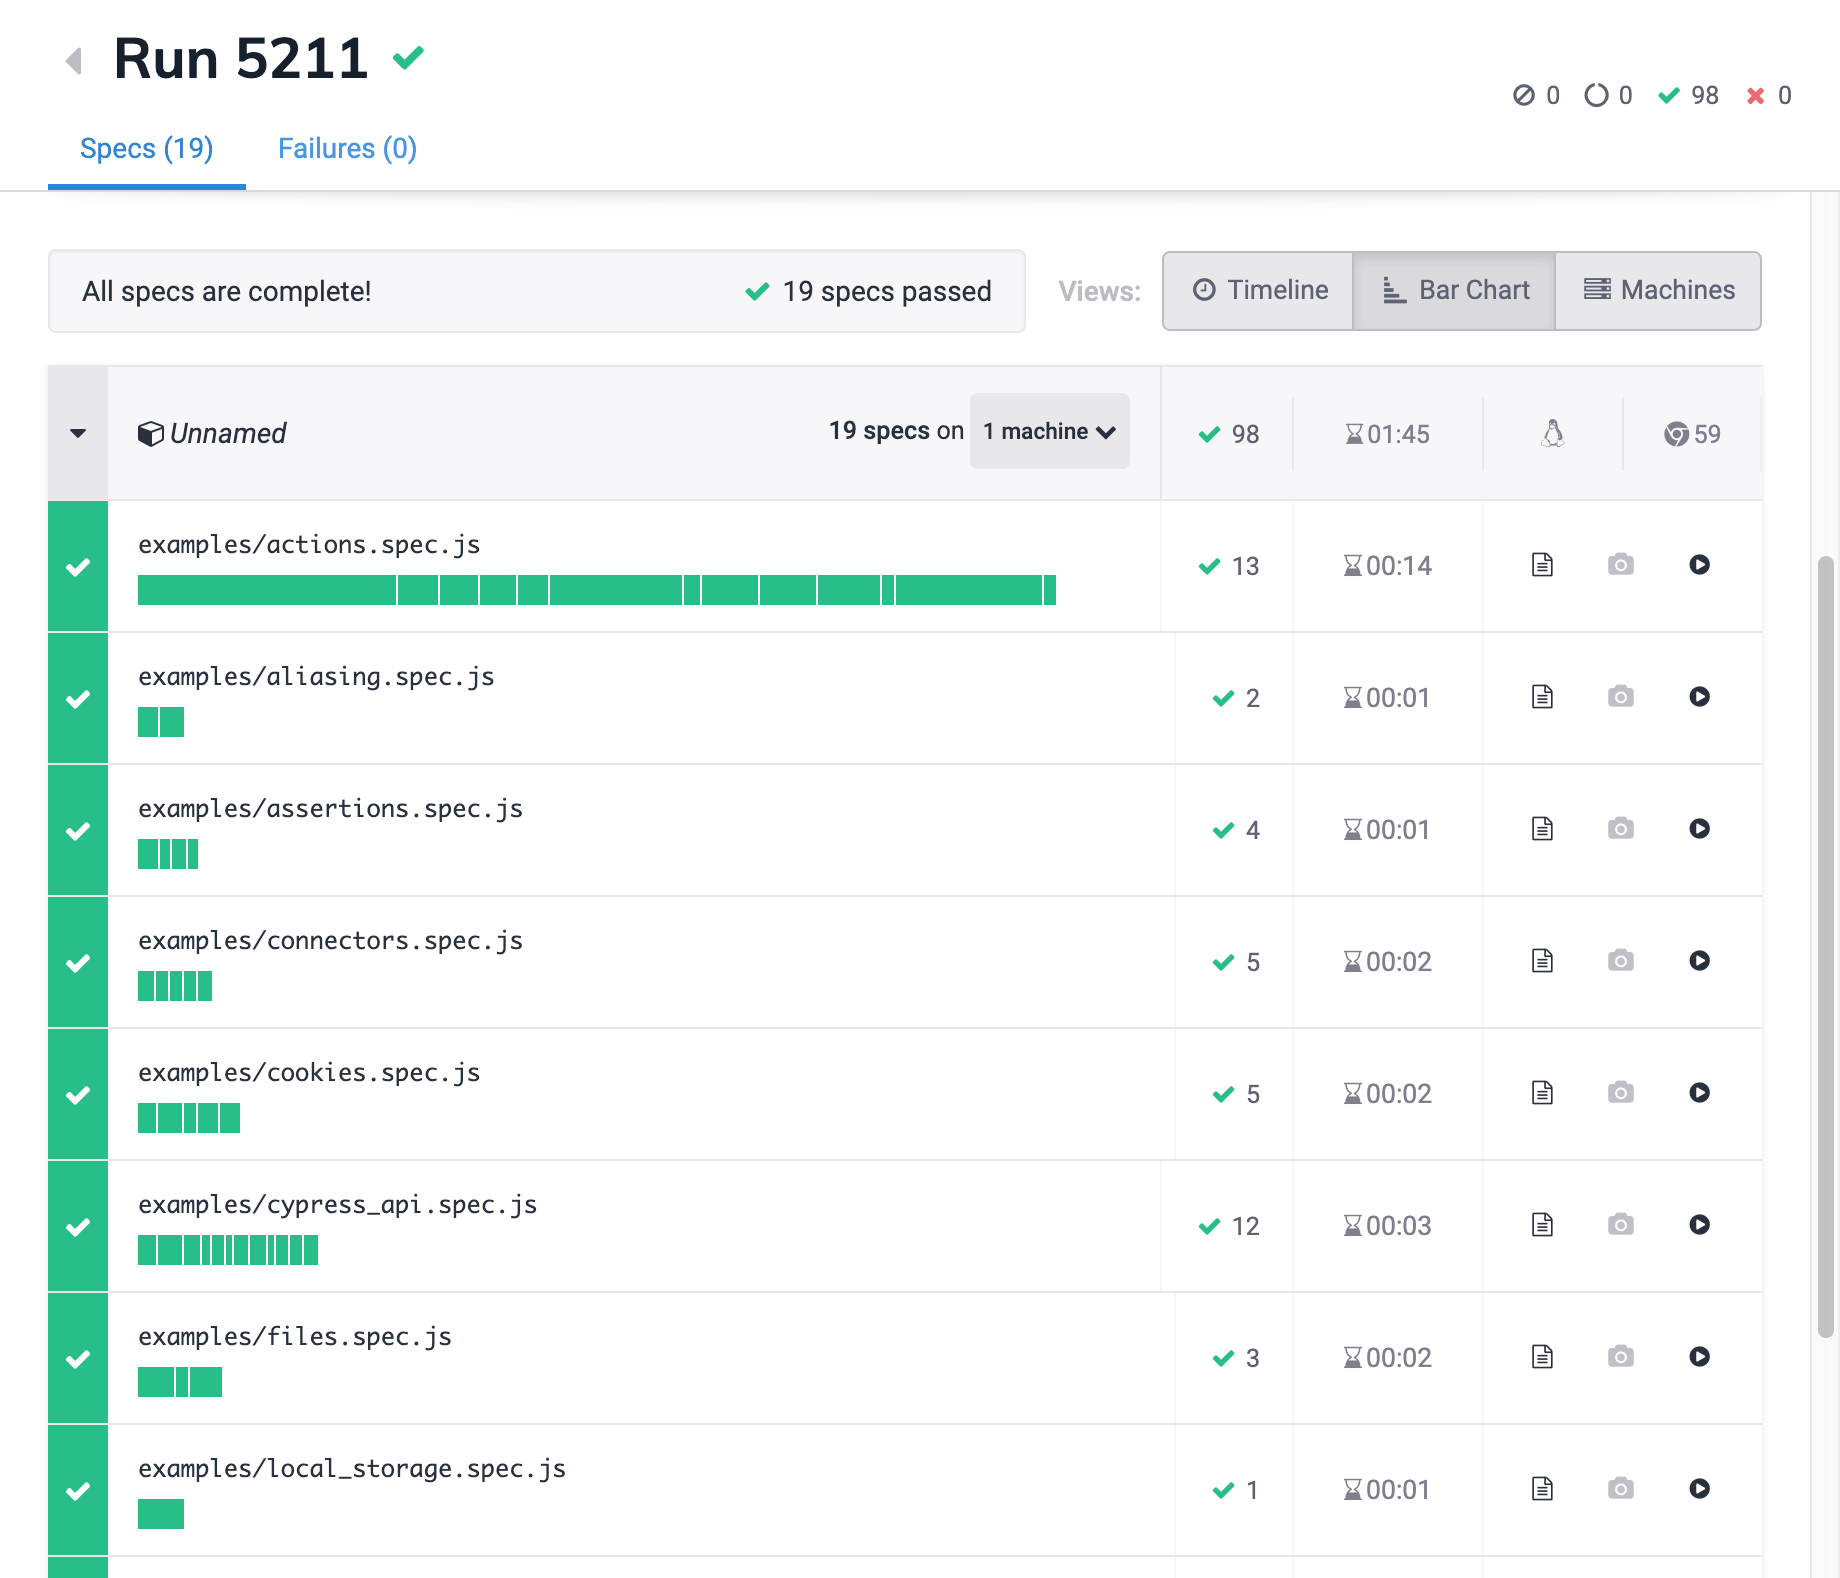 Run 5211
0 0 98 0
Specs (19) Failures (0)
All specs are complete! 19 specs passed Views: Timeline Bar Chart Machines
Unnamed 19 specs on 1 machine 98 01:45 59
examples/actions.spec.js
13 00:14
examples/aliasing.spec.js
2 00:01
examples/assertions.spec.js
4 00:01
examples/connectors.spec.js
5 00:02
examples/cookies.spec.js
5 00:02
examples/cypress_api.spec.js
12 00:03
examples/files.spec.js
3 00:02
examples/local_storage.spec.js
1 00:01